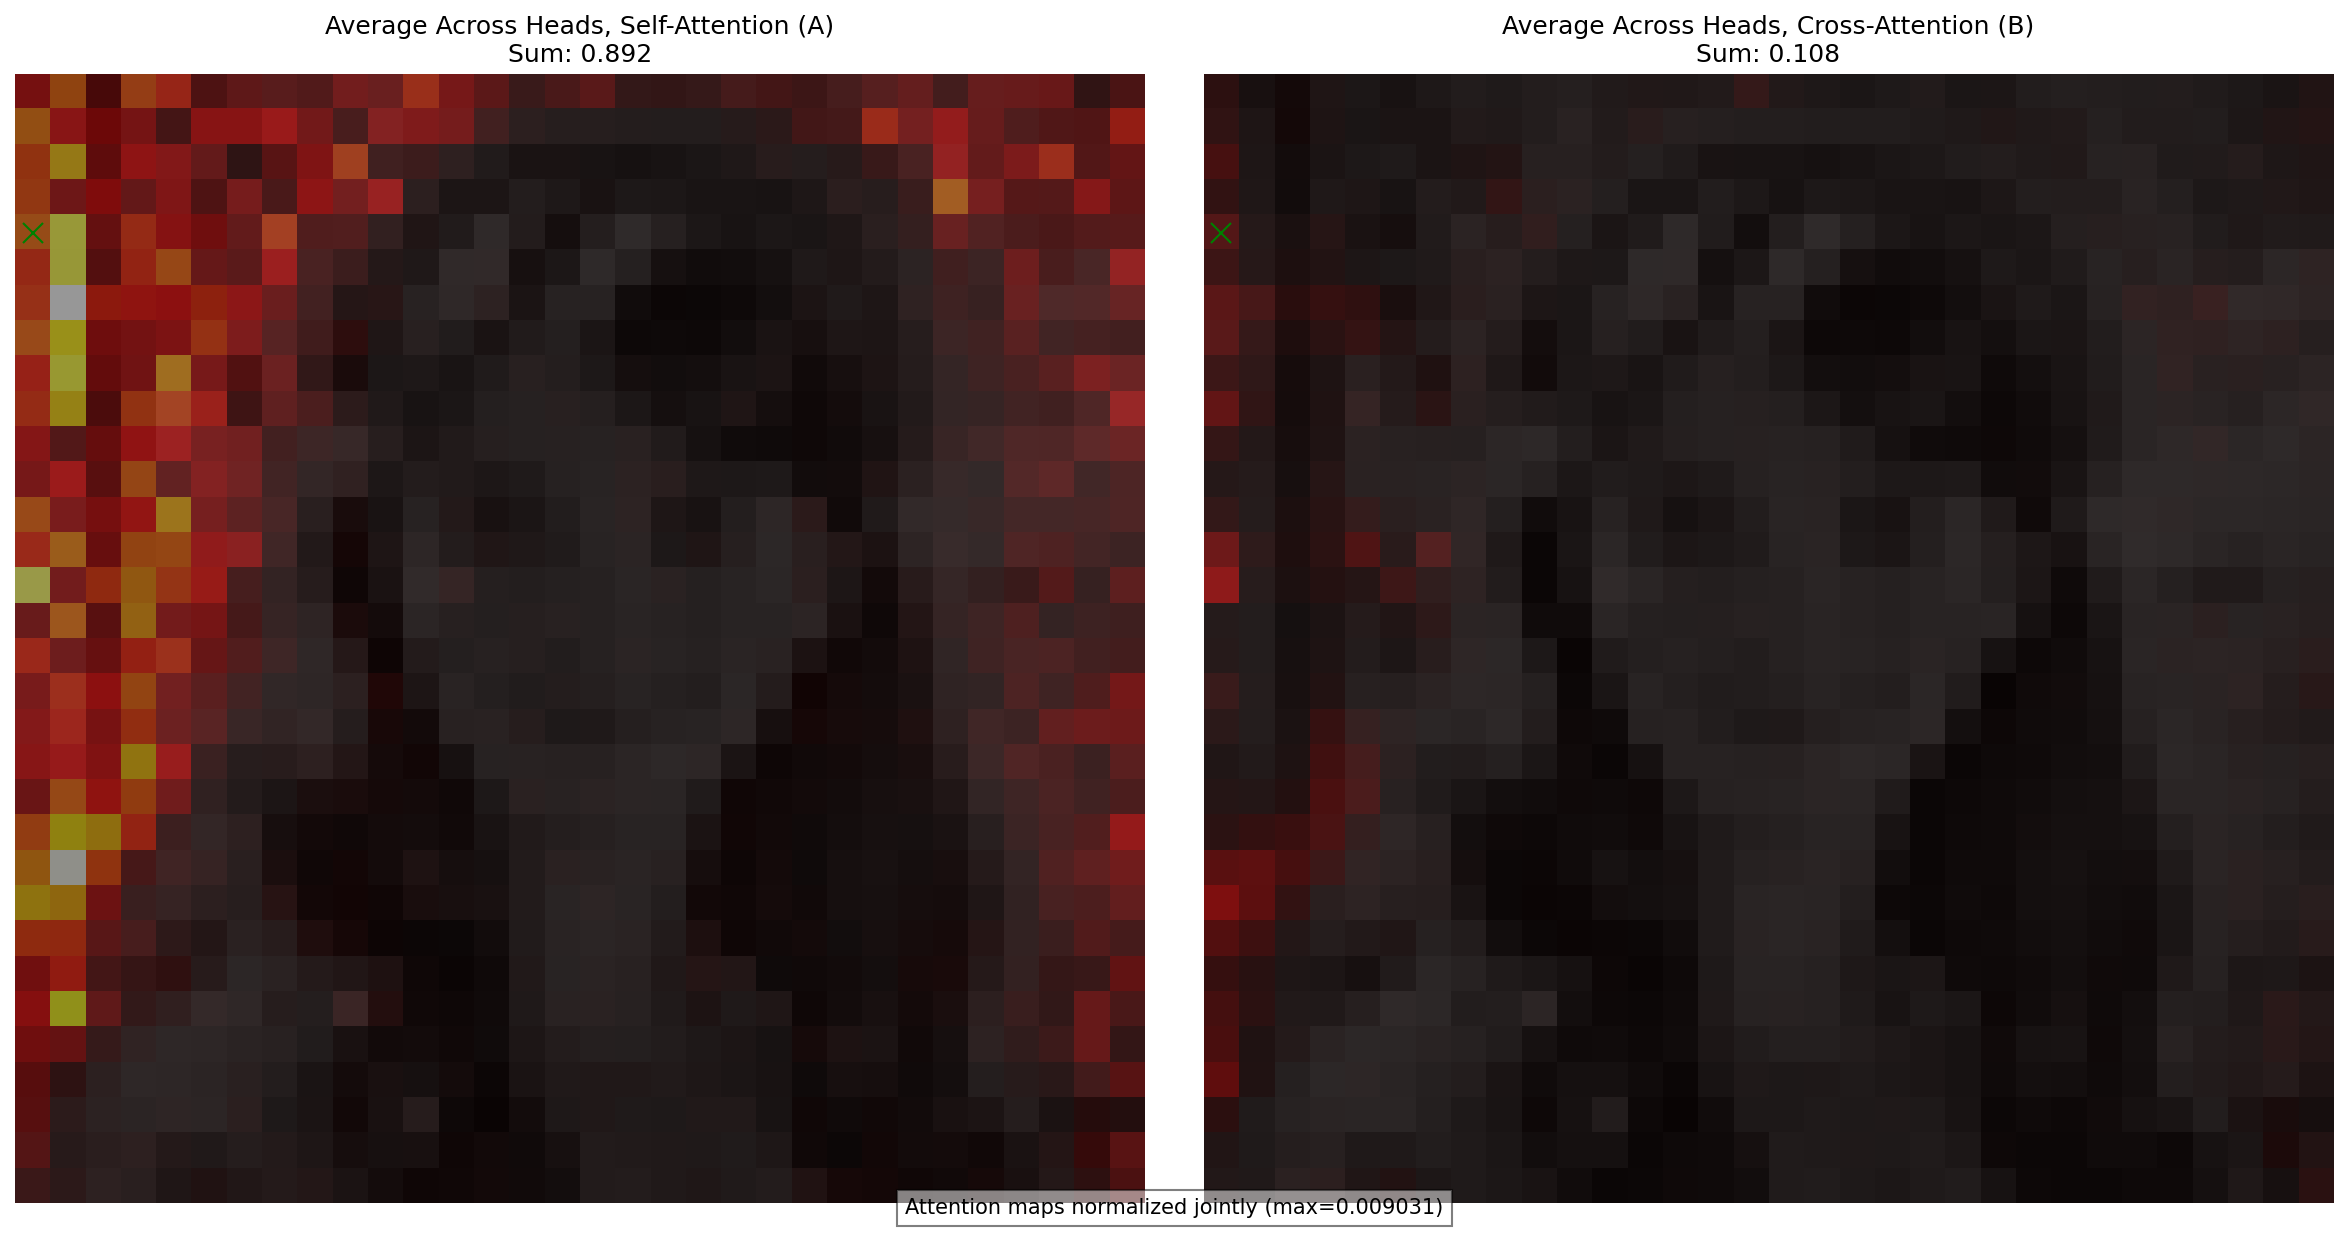 Average Across Heads, Self-Attention (A)
Sum: 0.892
Average Across Heads, Cross-Attention (B)
Sum: 0.108
Attention maps normalized jointly (max=0.009031)